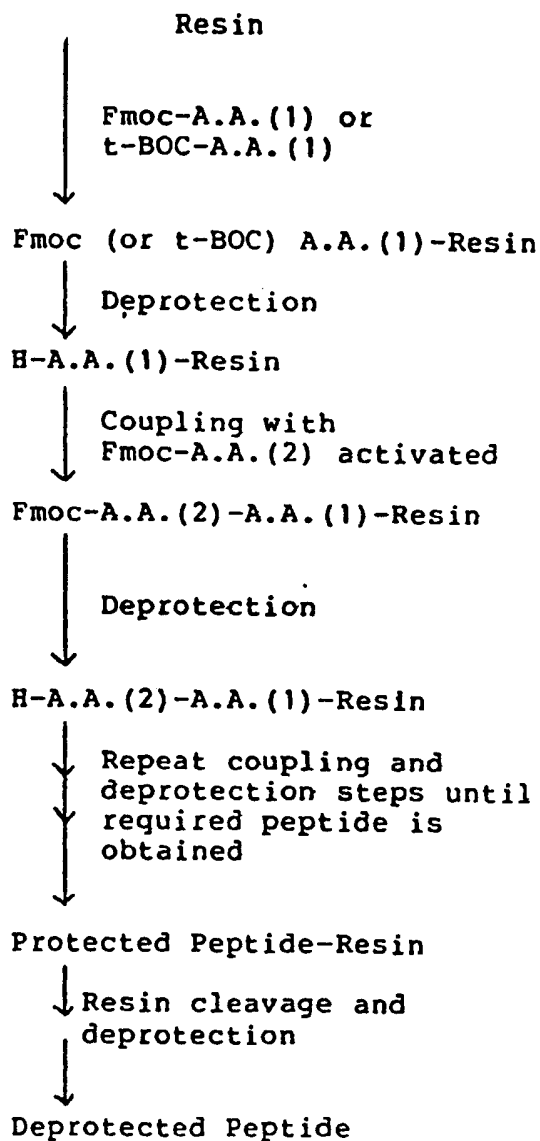 Resin
Fmoc-A.A.(1) or
t-BOC-A.A.(1)
Fmoc (or t-BOC) A.A.(1)-Resin
Deprotection
H-A.A.(1)-Resin
Coupling with
Fmoc-A.A.(2) activated
Fmoc-A.A.(2)-A.A.(1)-Resin
Deprotection
H-A.A.(2)-A.A.(1)-Resin
Repeat coupling and
deprotection steps until
required peptide is
obtained
Protected Peptide-Resin
Resin cleavage and
deprotection
Deprotected Peptide